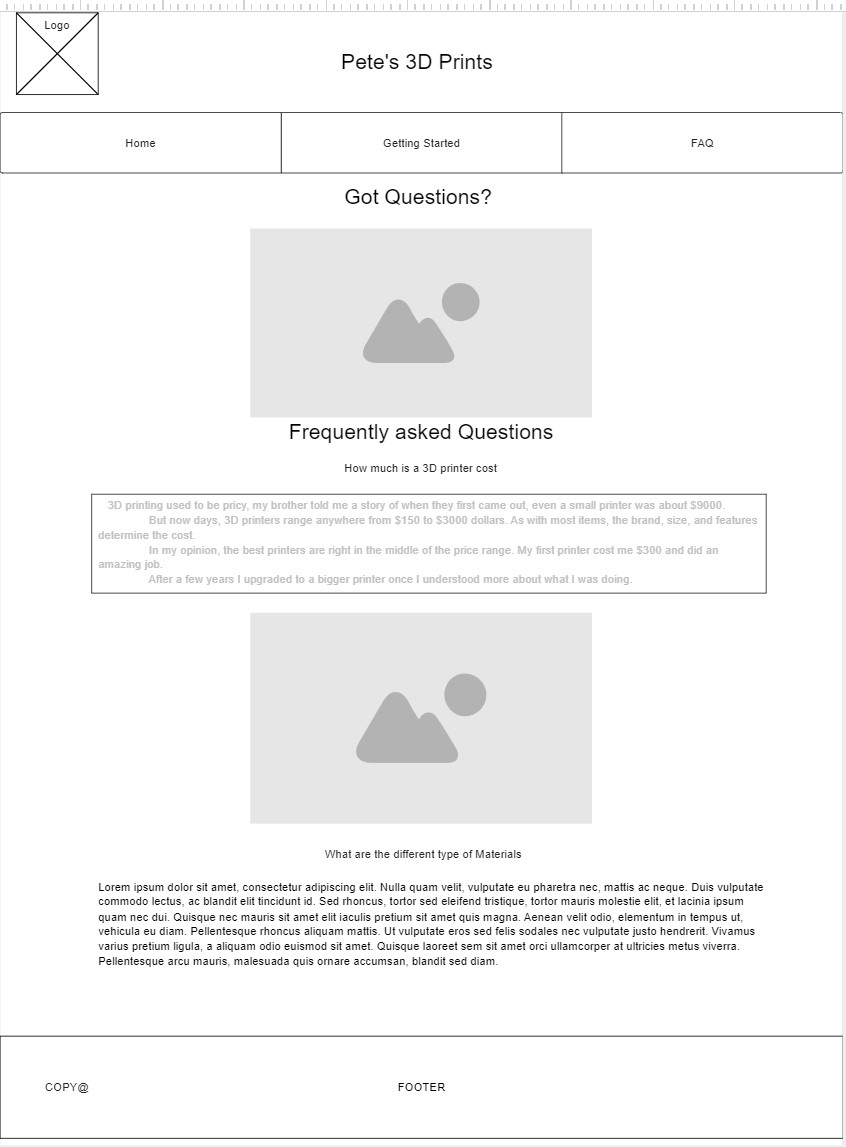 Logo
Pete's 3D Prints
Home
Getting Started
FAQ
Got Questions?
Frequently asked Questions
How much is a 3D printer cost
3D printing used to be pricy, my brother told me a story of when they first came out, even a small printer was about $9000.
But now days, 3D printers range anywhere from $150 to $3000 dollars. As with most items, the brand, size, and features
determine the cost.
In my opinion, the best printers are right in the middle of the price range. My first printer cost me $300 and did an
amazing job.
After a few years I upgraded to a bigger printer once I understood more about what I was doing.
What are the different type of Materials
Lorem ipsum dolor sit amet, consectetur adipiscing elit. Nulla quam velit, vulputate eu pharetra nec, mattis ac neque. Duis vulputate
commodo lectus, ac blandit elit tincidunt id. Sed rhoncus, tortor sed eleifend tristique, tortor mauris molestie elit, et lacinia ipsum
quam nec dui. Quisque nec mauris sit amet elit iaculis pretium sit amet quis magna. Aenean velit odio, elementum in tempus ut,
vehicula eu diam. Pellentesque rhoncus aliquam mattis. Ut vulputate eros sed felis sodales nec vulputate justo hendrerit. Vivamus
varius pretium ligula, a aliquam odio euismod sit amet. Quisque laoreet sem sit amet orci ullamcorper at ultricies metus viverra.
Pellentesque arcu mauris, malesuada quis ornare accumsan, blandit sed diam.
COPY@
FOOTER